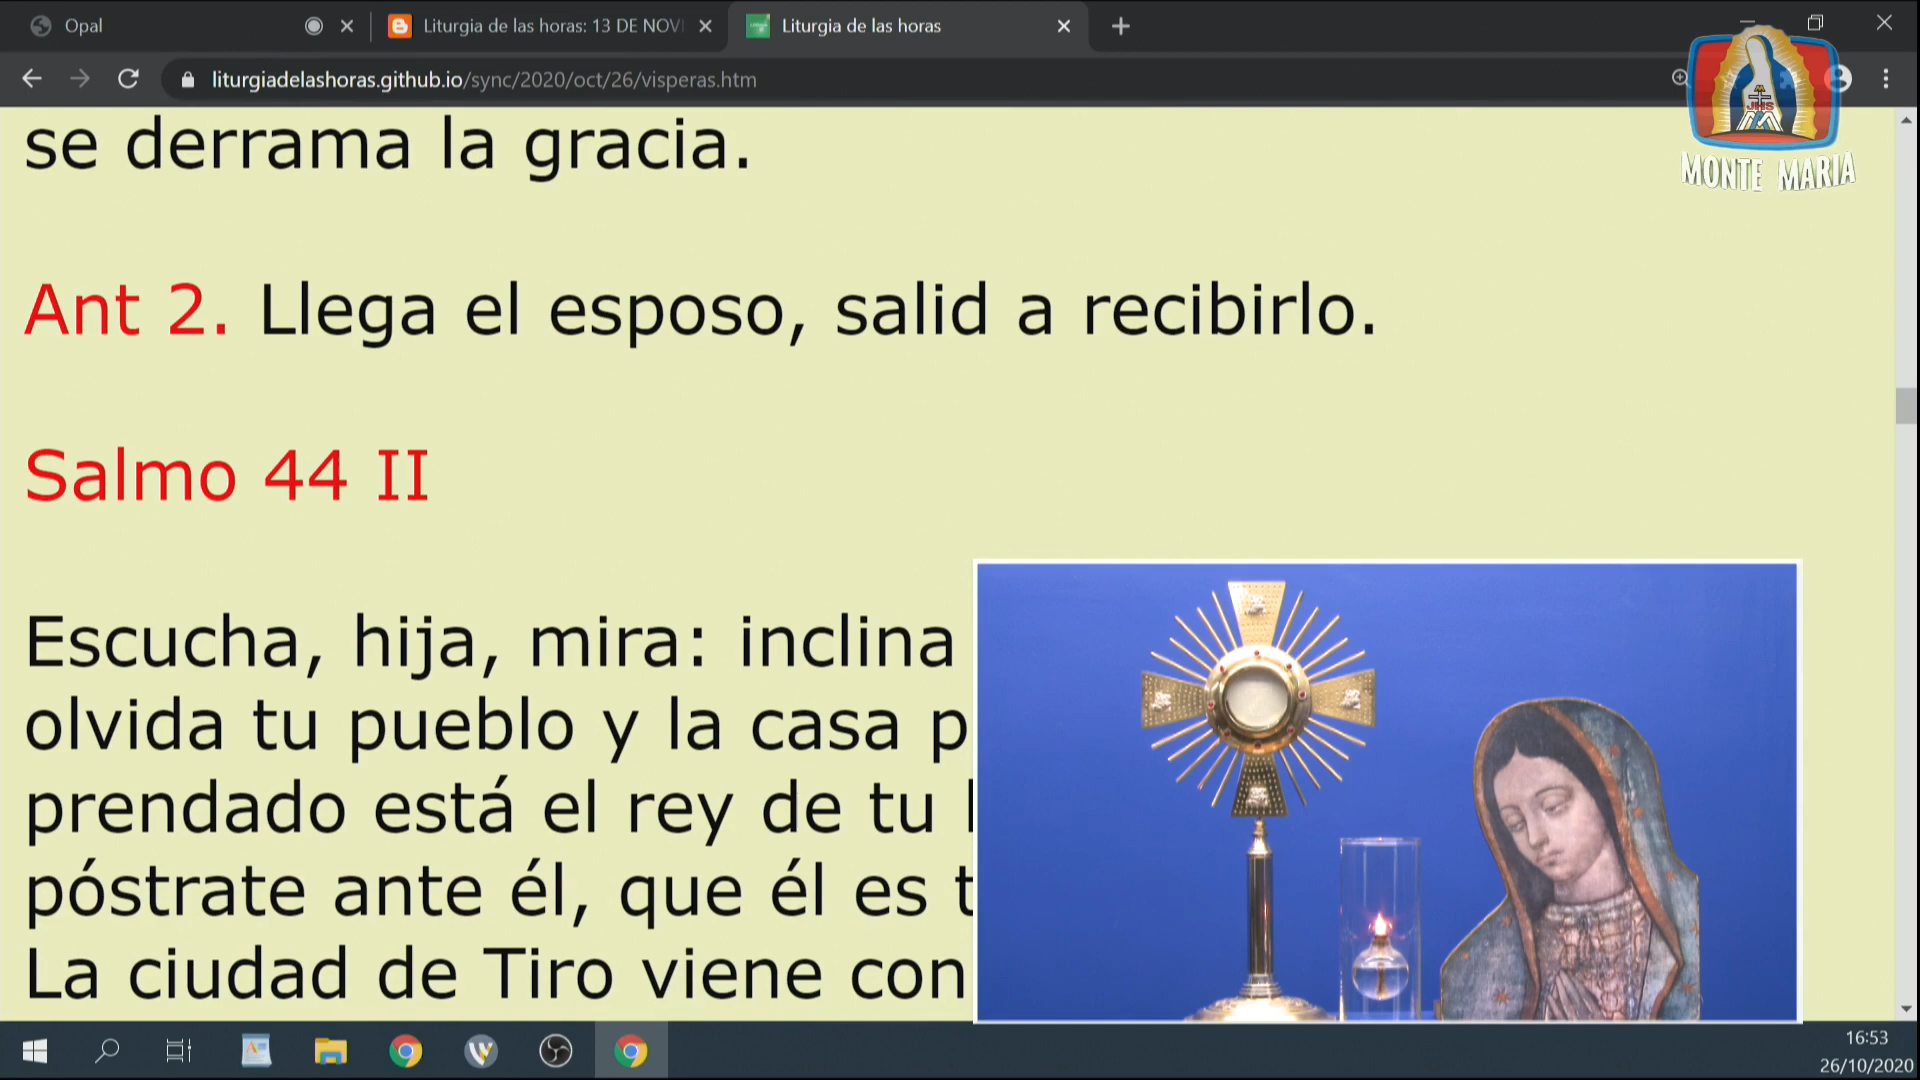 Opal
Liturgia de las horas: 13 DE NOVI
Liturgia de las horas
liturgiadelashoras.github.io/sync/2020/oct/26/visperas.htm
JHS
MONTE MARIA
se derrama la gracia.
Ant 2. Llega el esposo, salid a recibirlo.
Salmo 44 II
Escucha, hija, mira: inclina
olvida tu pueblo y la casa p
prendado está el rey de tu
póstrate ante él, que él es t
La ciudad de Tiro viene con
16:53
26/10/2020